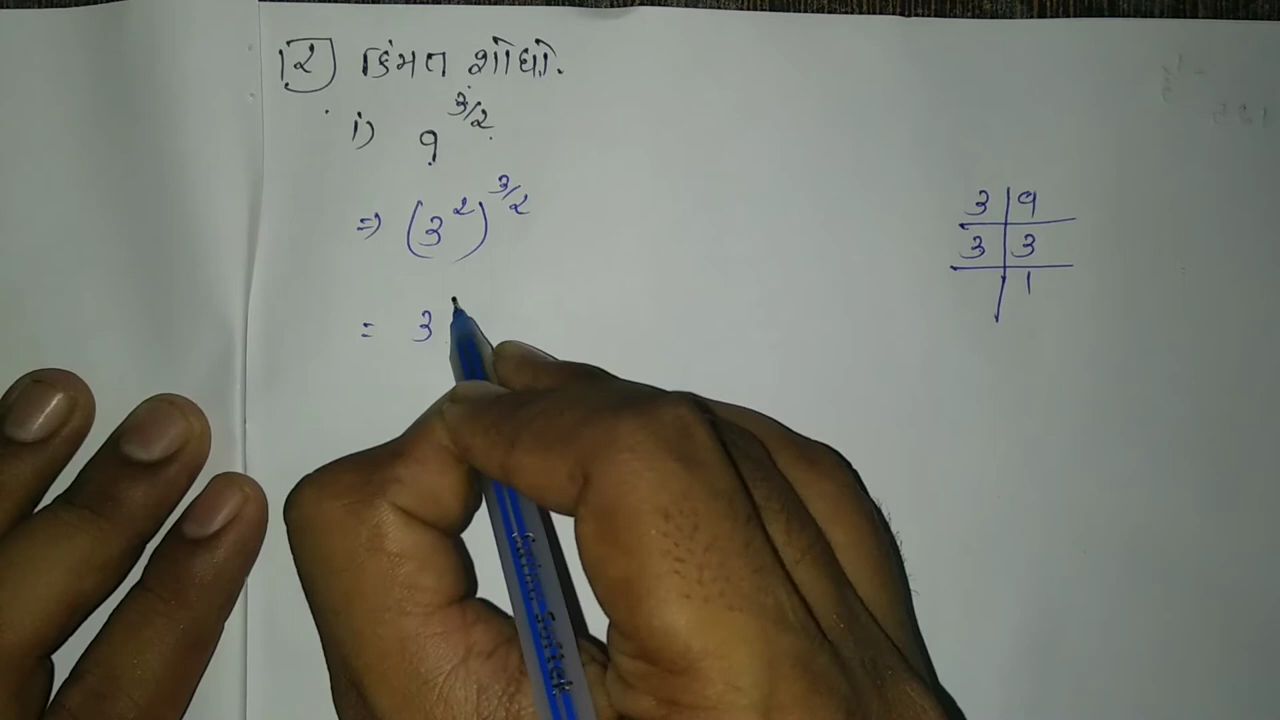 ૨ કિંમત શોધો.
i) 9^3/2
=> (3^2)^3/2
= 3
3 | 9
3 | 3
| 1